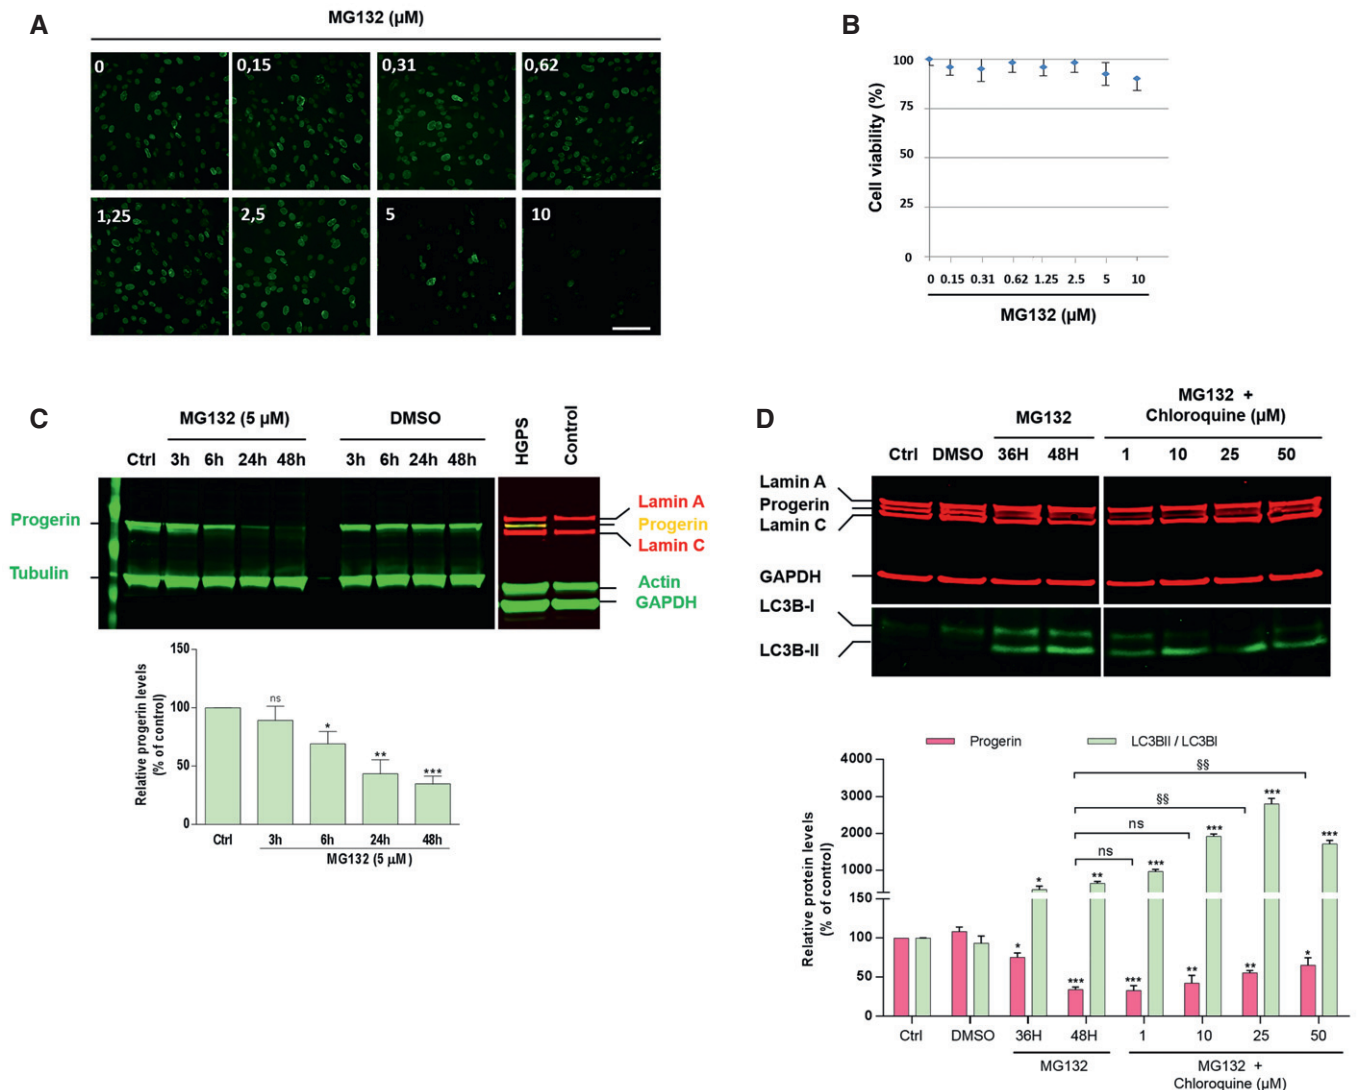 A
MG132 (µM)
0
0,15
0,31
0,62
1,25
2,5
5
10
B
Cell viability (%)
100
75
50
25
0
0 0.15 0.31 0.62 1.25 2.5 5 10
MG132 (µM)
C
MG132 (5 µM)
DMSO
HGPS
Control
Ctrl 3h 6h 24h 48h 3h 6h 24h 48h
Progerin
Tubulin
Lamin A
Progerin
Lamin C
Actin
GAPDH
Relative progerin levels
(% of control)
150
100
50
0
ns
*
**
***
Ctrl 3h 6h 24h 48h
MG132 (5 µM)
D
MG132
MG132 +
Chloroquine (µM)
Ctrl DMSO 36H 48H 1 10 25 50
Lamin A
Progerin
Lamin C
GAPDH
LC3B-I
LC3B-II
Progerin
LC3BII / LC3BI
Relative protein levels
(% of control)
4000
3000
2000
1000
150
100
50
0
§§
§§
ns
ns
* ** *** *** *** ***
* *** *** ** ** *
Ctrl DMSO 36H 48H 1 10 25 50
MG132
MG132 +
Chloroquine (µM)